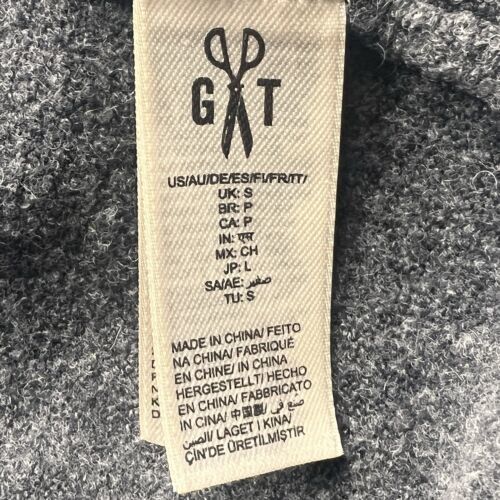 G T
US/AU/DE/ES/FI/FR/IT/
UK: S
BR: P
CA: P
IN: एस
MX: CH
JP: L
SA/AE: صغير
TU: S
MADE IN CHINA/ FEITO
NA CHINA/ FABRIQUÉ
EN CHINE/ IN CHINA
HERGESTELLT/ HECHO
EN CHINA/ FABBRICATO
IN CINA/ 中国製/ صنع في
الصين/ LAGET I KINA/
ÇİN'DE ÜRETİLMİŞTİR